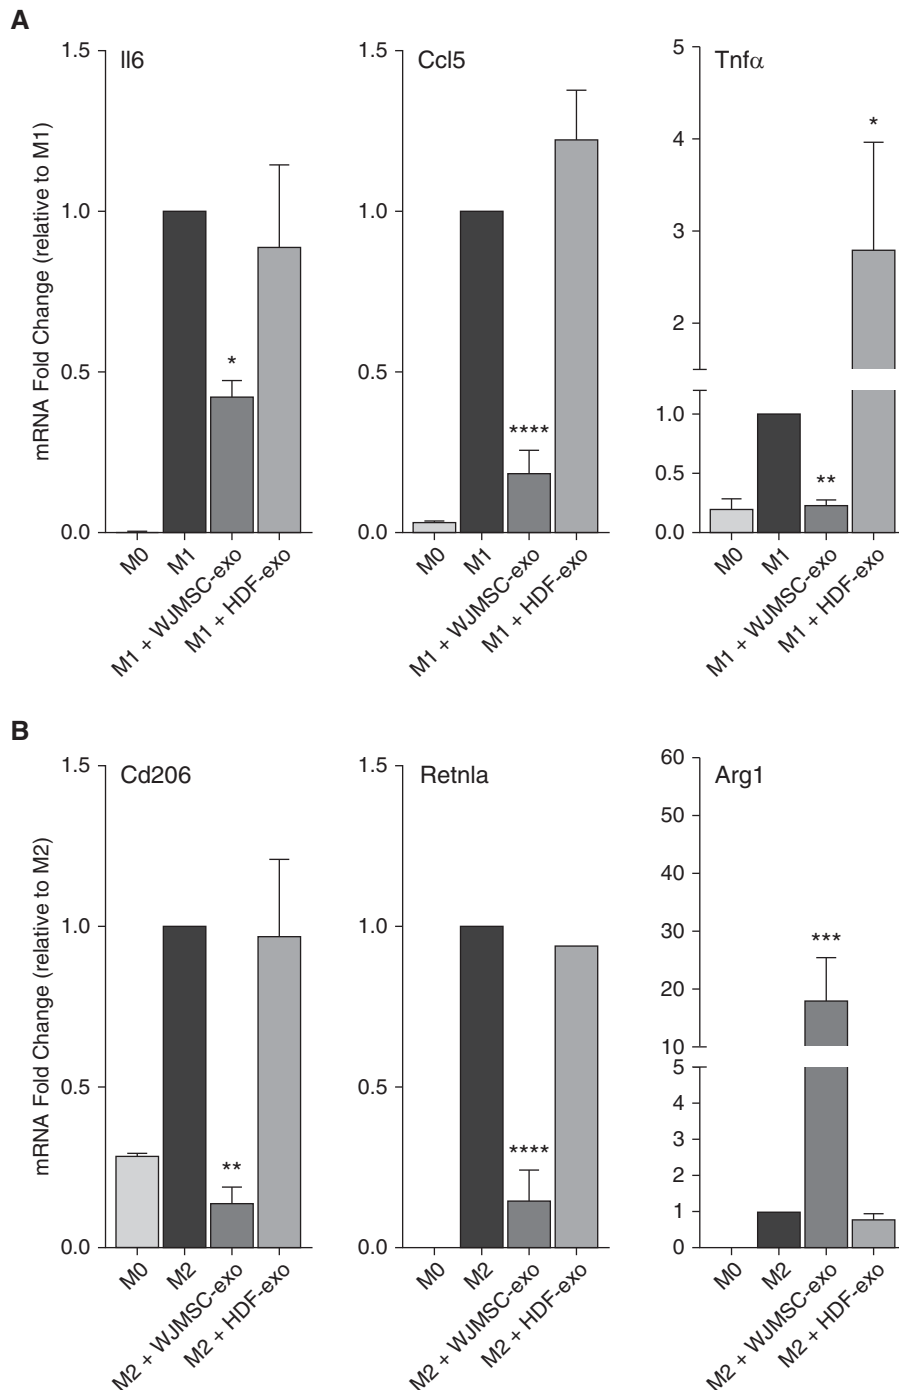 A
mRNA Fold Change (relative to M1)
Il6
1.5
1.0
0.5
0.0
*
M0
M1
M1 + WJMSC-exo
M1 + HDF-exo
Ccl5
1.5
1.0
0.5
0.0
****
M0
M1
M1 + WJMSC-exo
M1 + HDF-exo
Tnfα
5
4
3
2
1.0
0.5
0.0
**
*
M0
M1
M1 + WJMSC-exo
M1 + HDF-exo
B
mRNA Fold Change (relative to M2)
Cd206
1.5
1.0
0.5
0.0
**
M0
M2
M2 + WJMSC-exo
M2 + HDF-exo
Retnla
1.5
1.0
0.5
0.0
****
M0
M2
M2 + WJMSC-exo
M2 + HDF-exo
Arg1
60
50
40
30
20
10
5
4
3
2
1
0
***
M0
M2
M2 + WJMSC-exo
M2 + HDF-exo